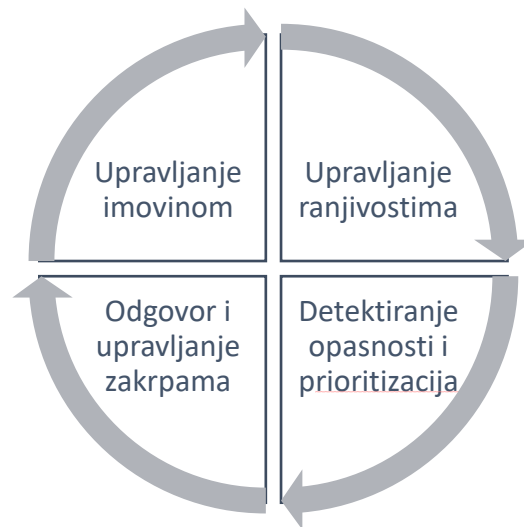 Upravljanje
imovinom
Upravljanje
ranjivostima
Odgovor i
upravljanje
zakrpama
Detektiranje
opasnosti i
prioritizacija